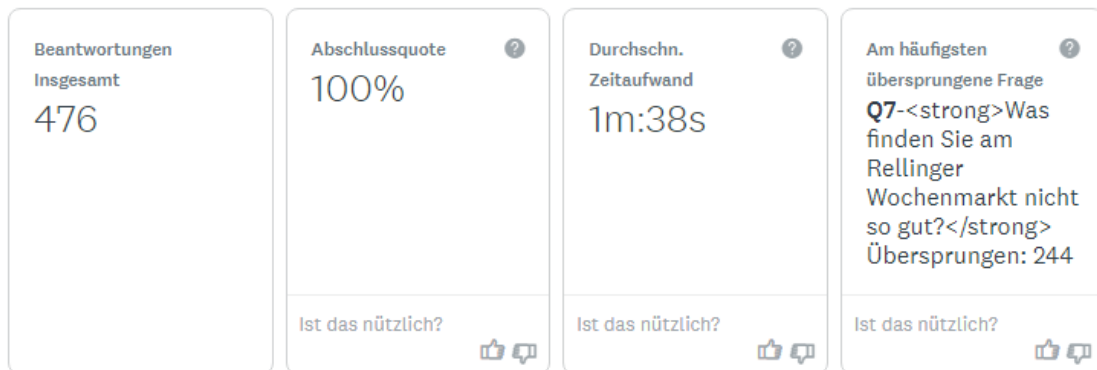 Beantwortungen
Insgesamt
476
Abschlussquote
100%
Durchschn.
Zeitaufwand
1m:38s
Am häufigsten
übersprungene Frage
Q7-<strong>Was
finden Sie am
Rellinger
Wochenmarkt nicht
so gut?</strong>
Übersprungen: 244
Ist das nützlich?
Ist das nützlich?
Ist das nützlich?